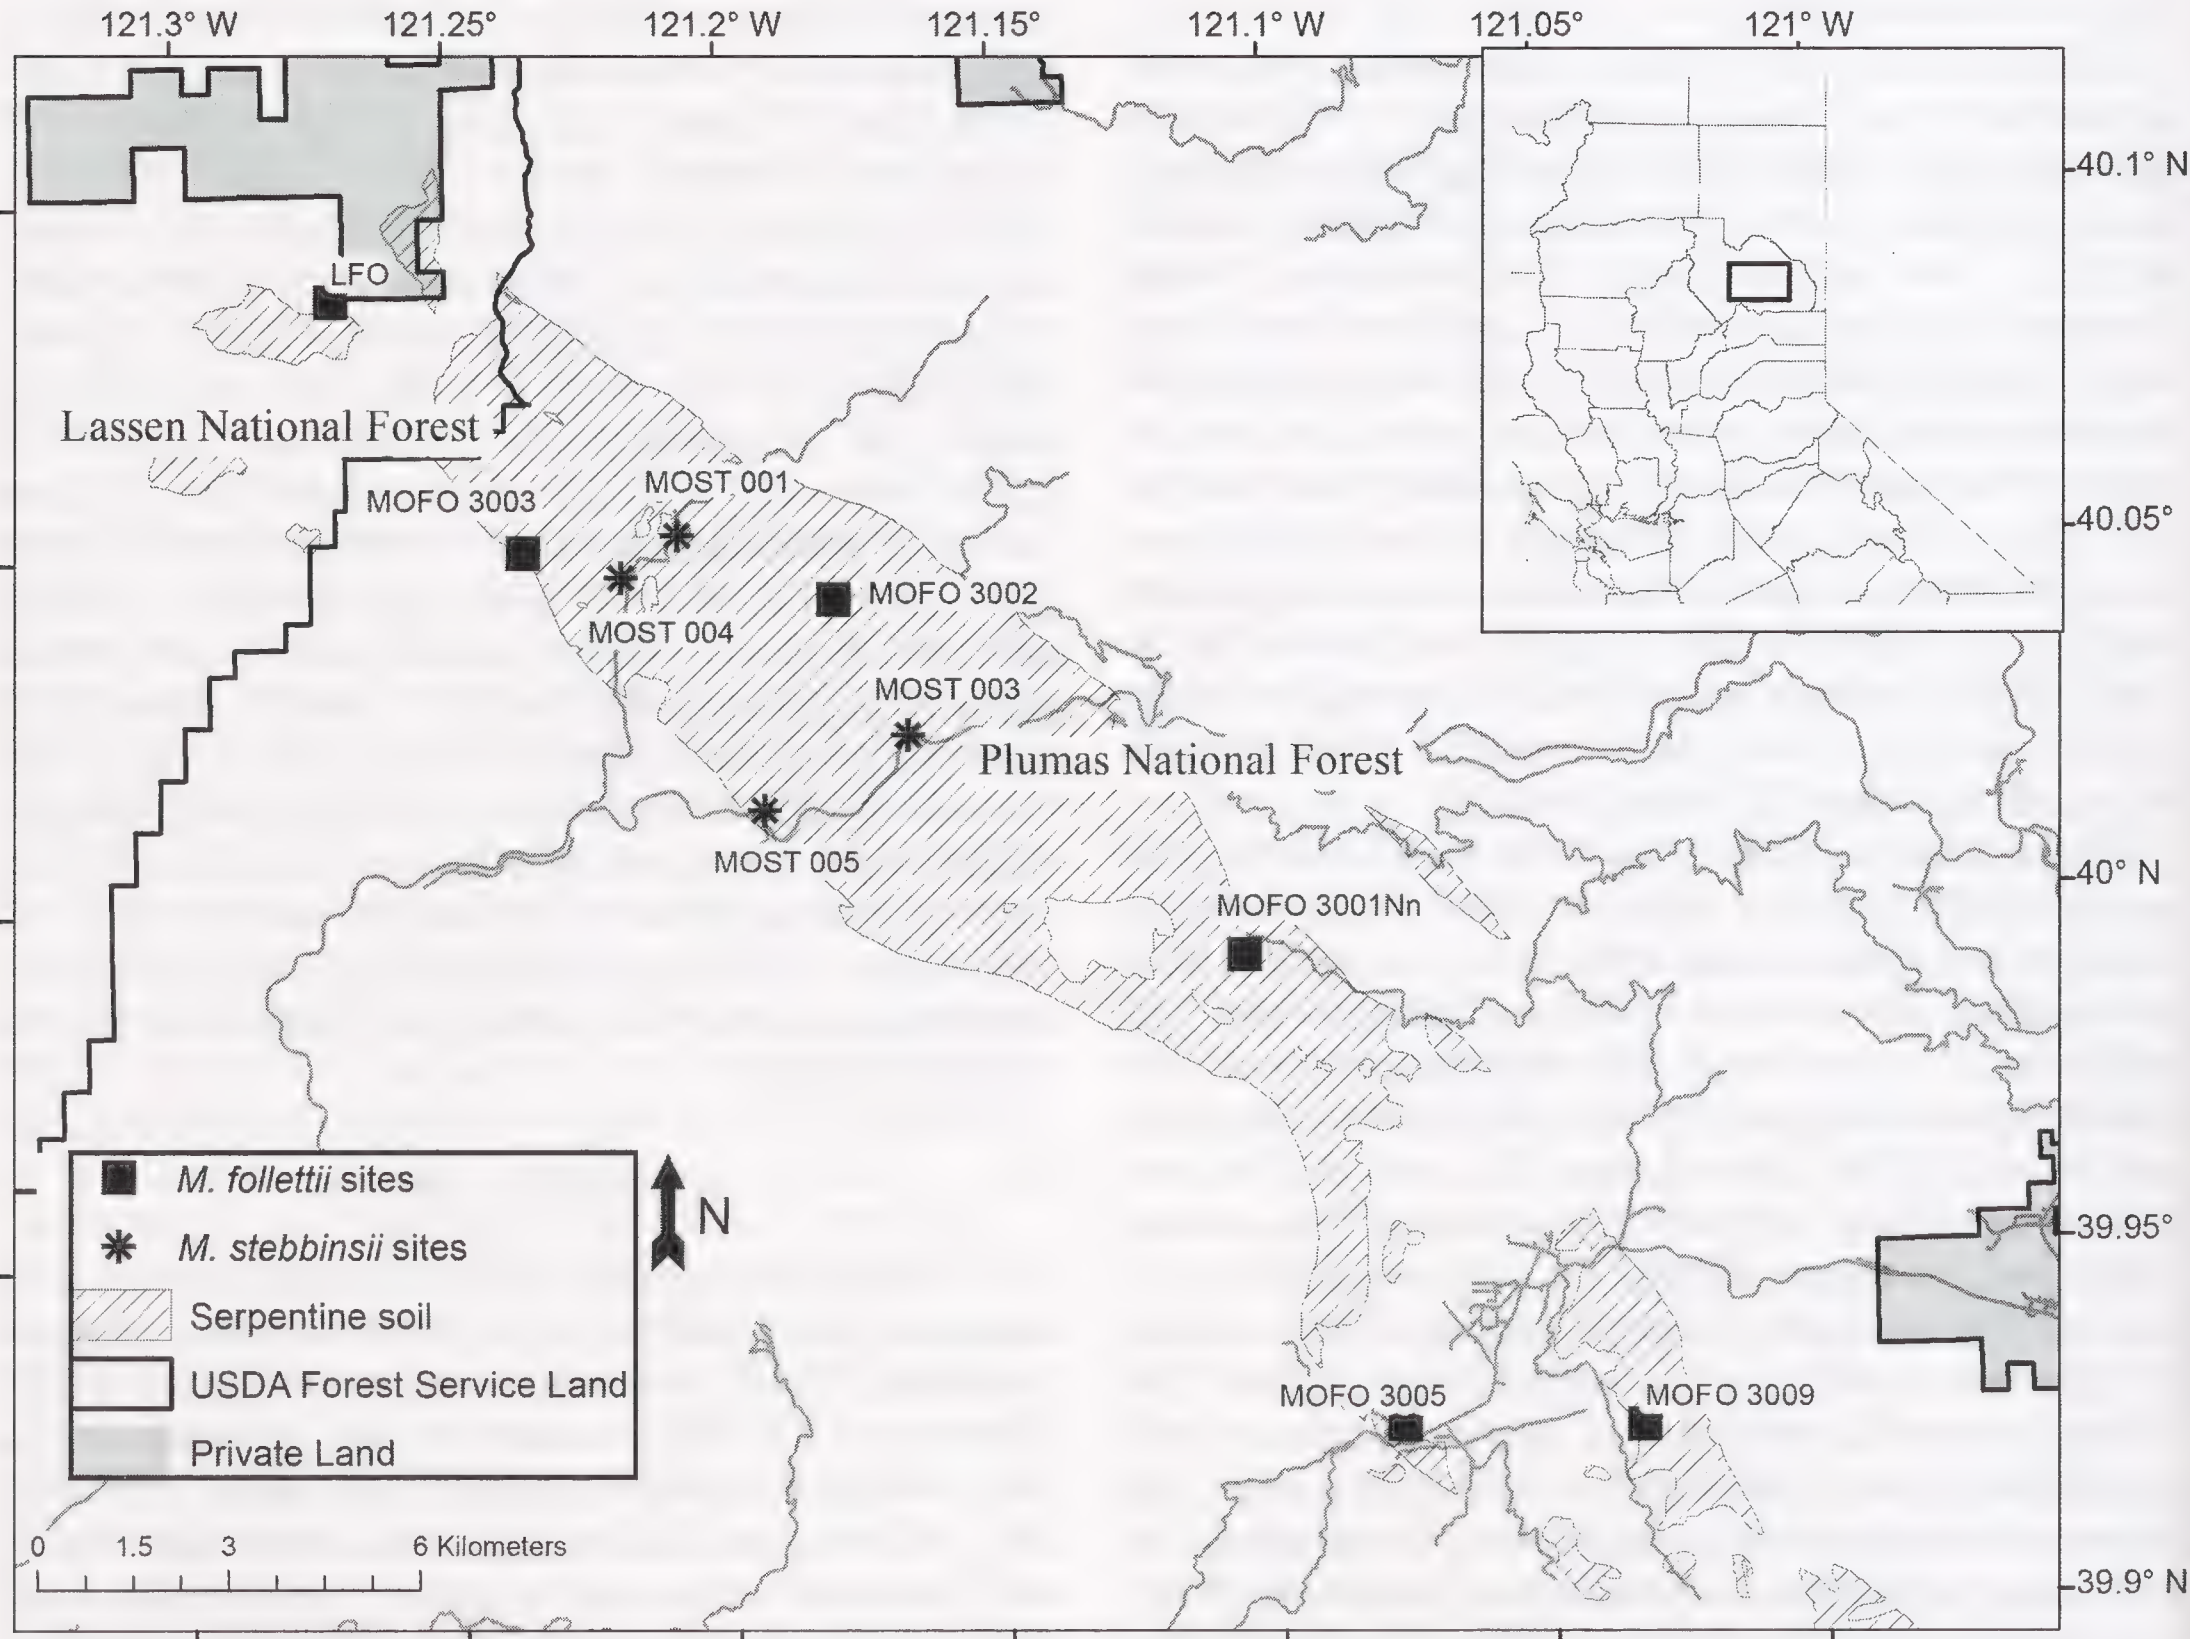 121.3° W
121.25°
121.2° W
121.15°
121.1° W
121.05°
121° W
40.1° N
LFO
Lassen National Forest
MOFO 3003
MOST 001
40.05°
MOFO 3002
MOST 004
MOST 003
Plumas National Forest
MOST 005
40° N
MOFO 3001Nn
M. follettii sites
N
39.95°
M. stebbinsii sites
Serpentine soil
USDA Forest Service Land
MOFO 3005
MOFO 3009
Private Land
0 1.5 3 6 Kilometers
39.9° N